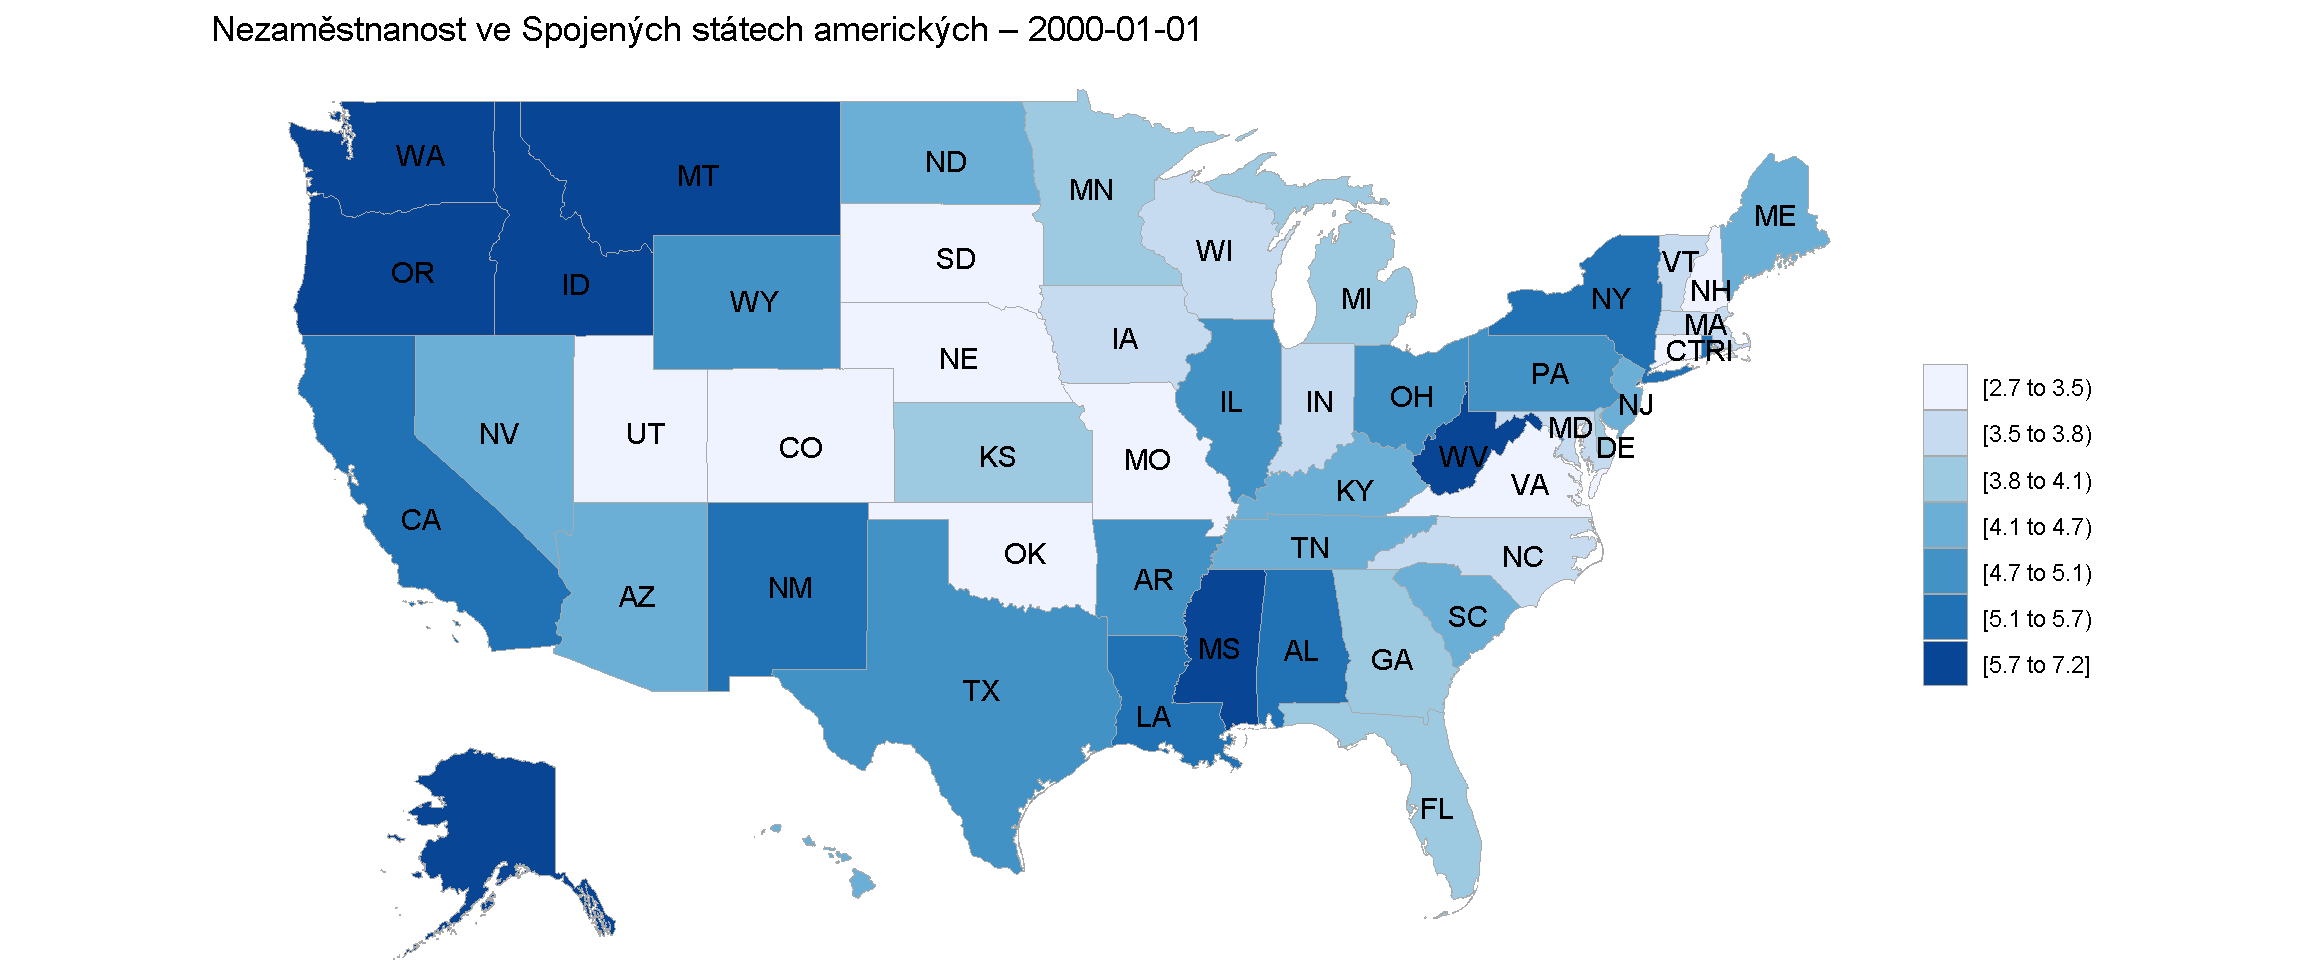 Nezaměstnanost ve Spojených státech amerických – 2000-01-01
WA
MT
ND
MN
ME
OR
ID
WY
SD
WI
MI
NY
VT
NH
MA
CT
RI
NE
IA
PA
NJ
NV
UT
CO
KS
MO
IL
IN
OH
WV
MD
DE
VA
KY
CA
AZ
NM
OK
AR
TN
NC
SC
TX
LA
MS
AL
GA
FL
[2.7 to 3.5)
[3.5 to 3.8)
[3.8 to 4.1)
[4.1 to 4.7)
[4.7 to 5.1)
[5.1 to 5.7)
[5.7 to 7.2]